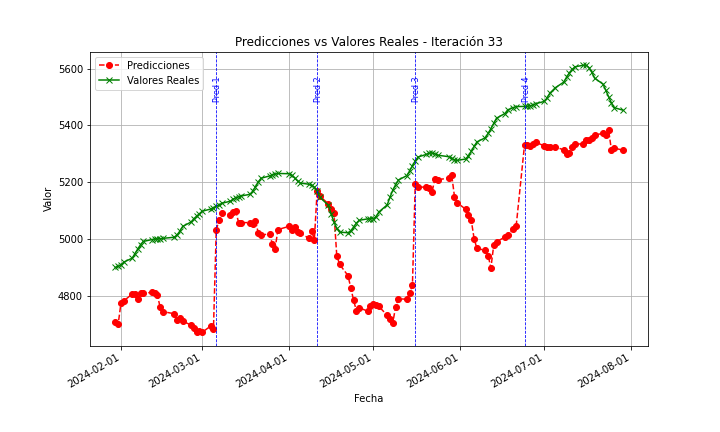 Predicciones vs Valores Reales - Iteración 33
Predicciones
Valores Reales
Pred 1
Pred 2
Pred 3
Pred 4
Valor
5600
5400
5200
5000
4800
2024-02-01
2024-03-01
2024-04-01
2024-05-01
2024-06-01
2024-07-01
2024-08-01
Fecha